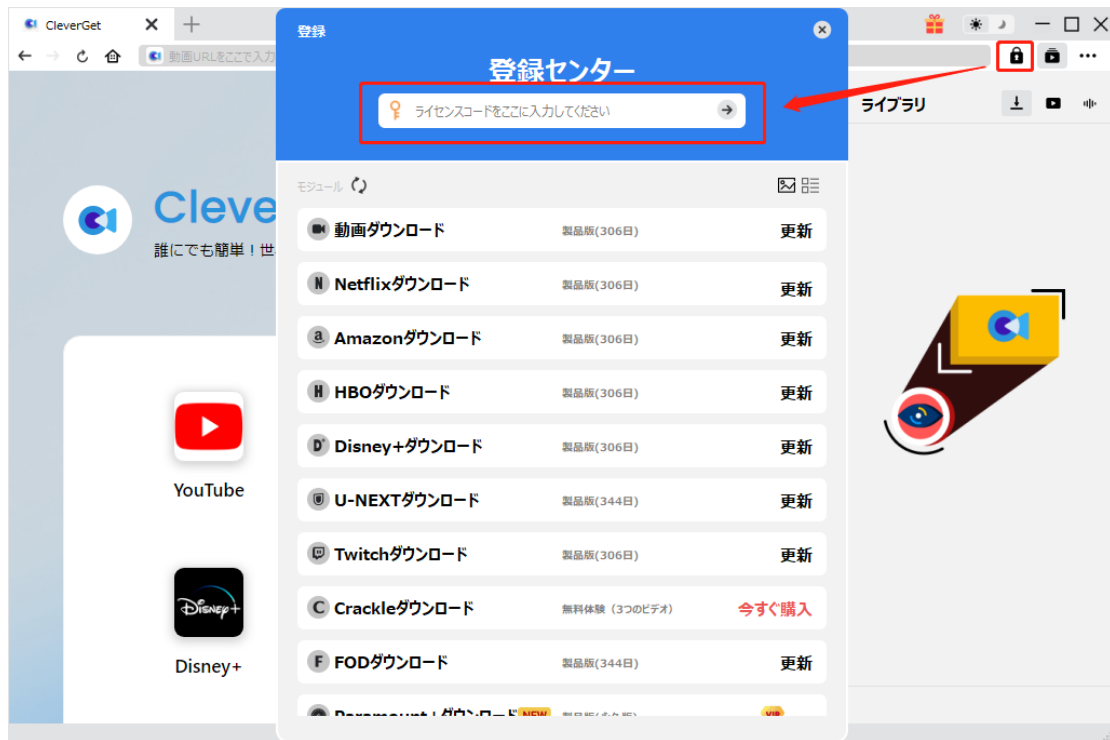 CleverGet
動画URLをここで入力
登録
登録センター
ライセンスコードをここに入力してください
ライブラリ
モジュール
Cleve
誰にでも簡単！世
動画ダウンロード 製品版(306日) 更新
Netflixダウンロード 製品版(306日) 更新
Amazonダウンロード 製品版(306日) 更新
HBOダウンロード 製品版(306日) 更新
Disney+ダウンロード 製品版(306日) 更新
U-NEXTダウンロード 製品版(344日) 更新
Twitchダウンロード 製品版(306日) 更新
Crackleダウンロード 無料体験（3つのビデオ） 今すぐ購入
FODダウンロード 製品版(344日) 更新
Paramount+ダウンロード NEW VIP
YouTube
Disney+
Disney+